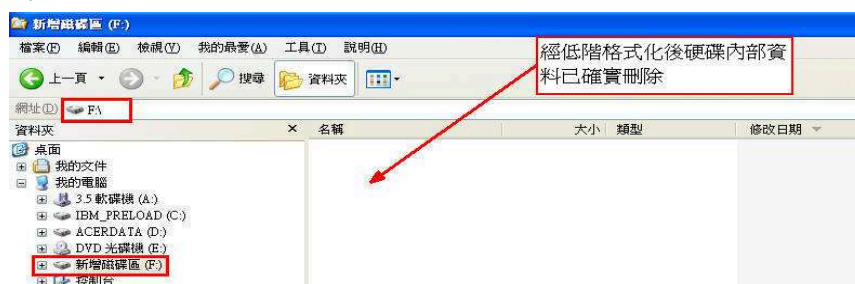 新增磁碟區 (F:)
檔案(F) 編輯(E) 檢視(V) 我的最愛(A) 工具(T) 說明(H)
經低階格式化後硬碟內部資
料已確實刪除
上一頁 搜尋 資料夾
網址(D) F:\
資料夾 × 名稱 大小 類型 修改日期
桌面
我的文件
我的電腦
3.5 軟碟機 (A:)
IBM_PRELOAD (C:)
ACERDATA (D:)
DVD 光碟機 (E:)
新增磁碟區 (F:)
控制台